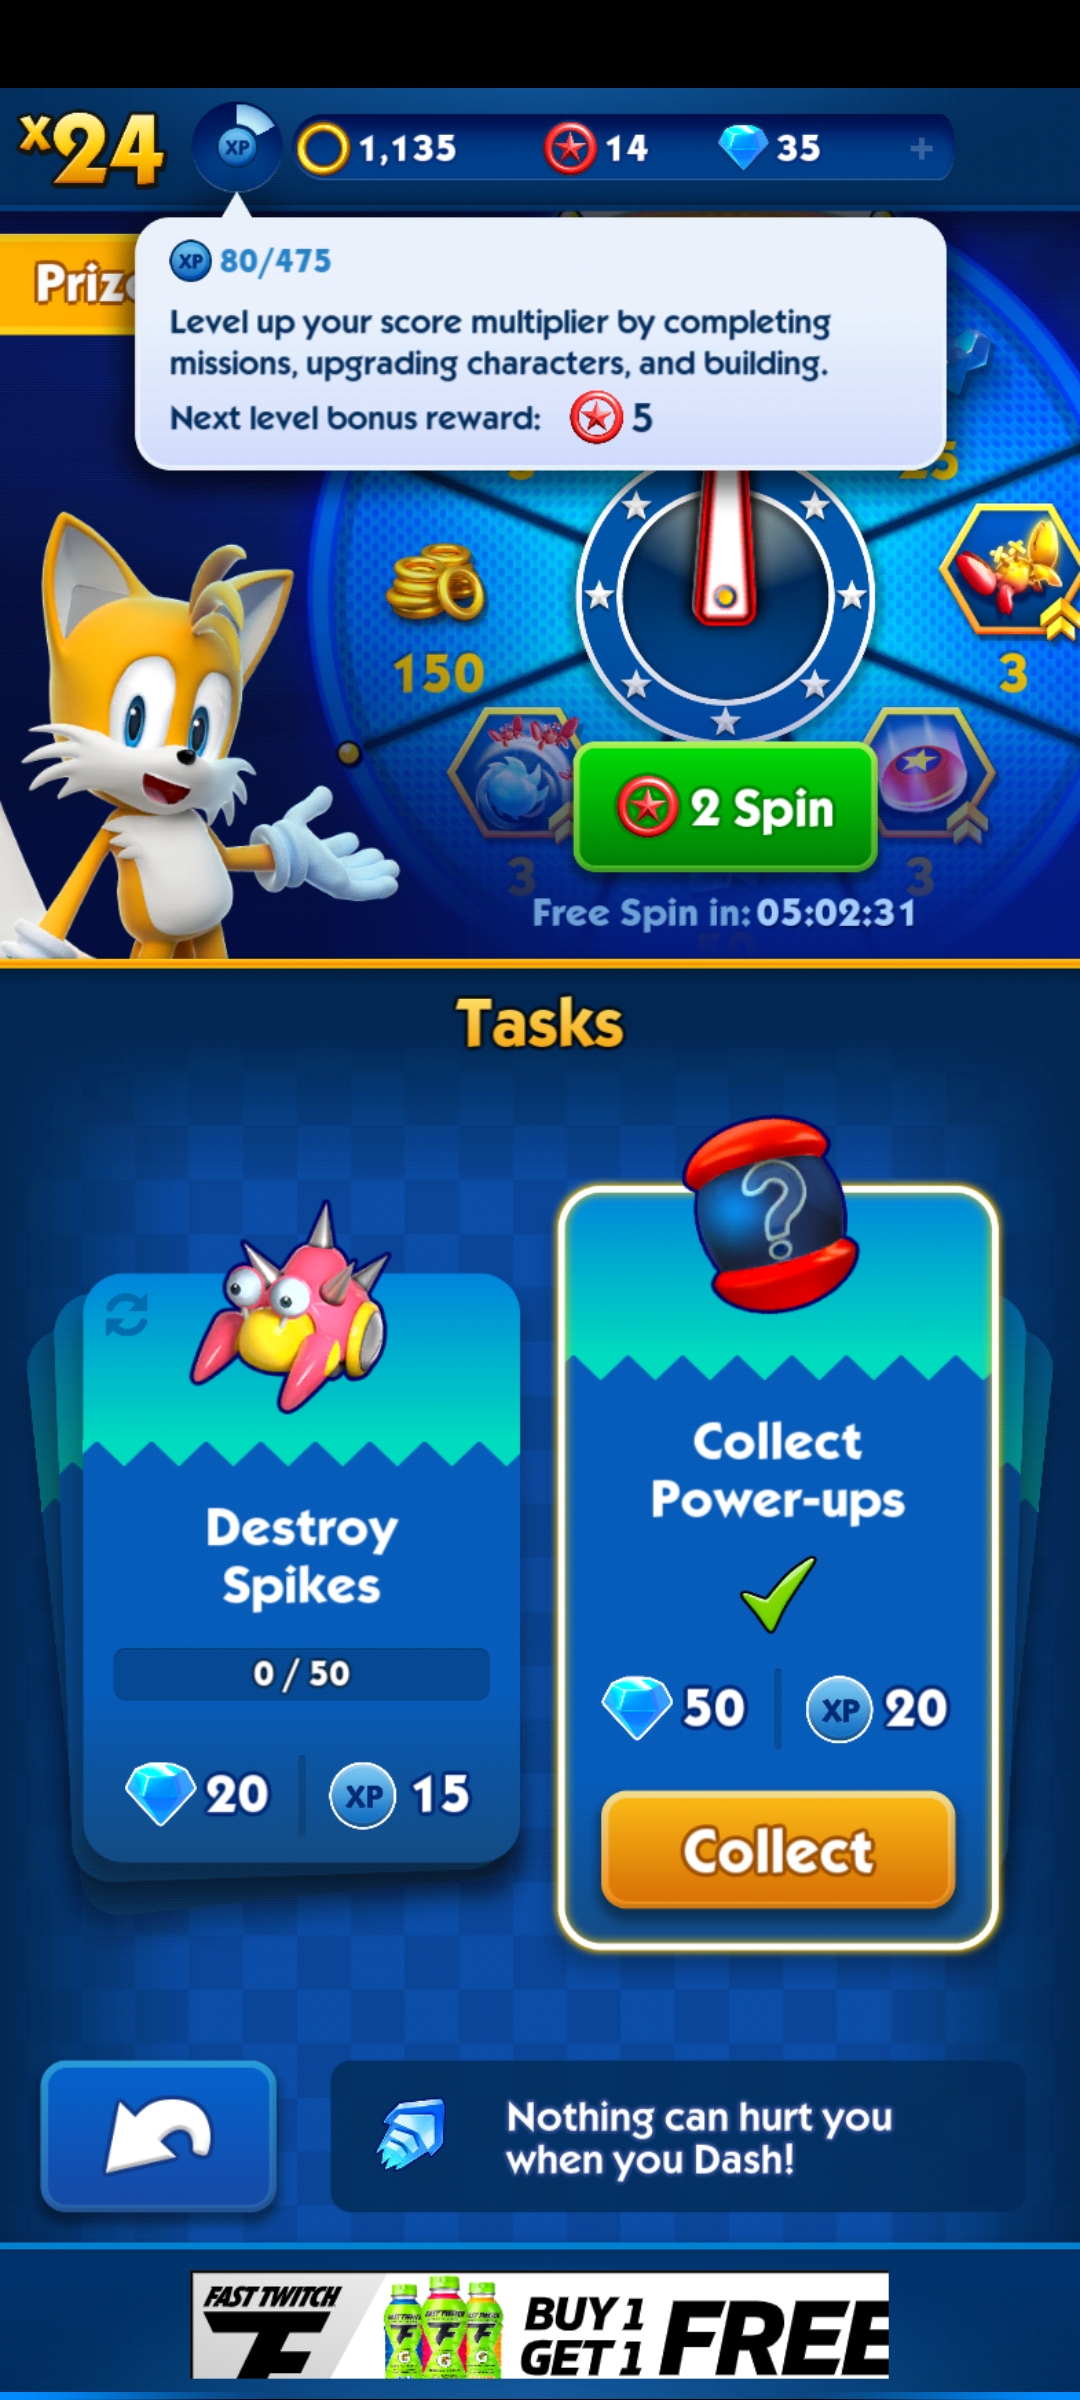 x24
XP
1,135
14
35
+
XP 80/475
Level up your score multiplier by completing
missions, upgrading characters, and building.
Next level bonus reward: 5
25
150
3
2 Spin
3
3
Free Spin in: 05:02:31
Tasks
?
Destroy
Spikes
0 / 50
20
XP 15
Collect
Power-ups
50
XP 20
Collect
Nothing can hurt you
when you Dash!
FAST TWITCH
BUY 1
GET 1
FREE